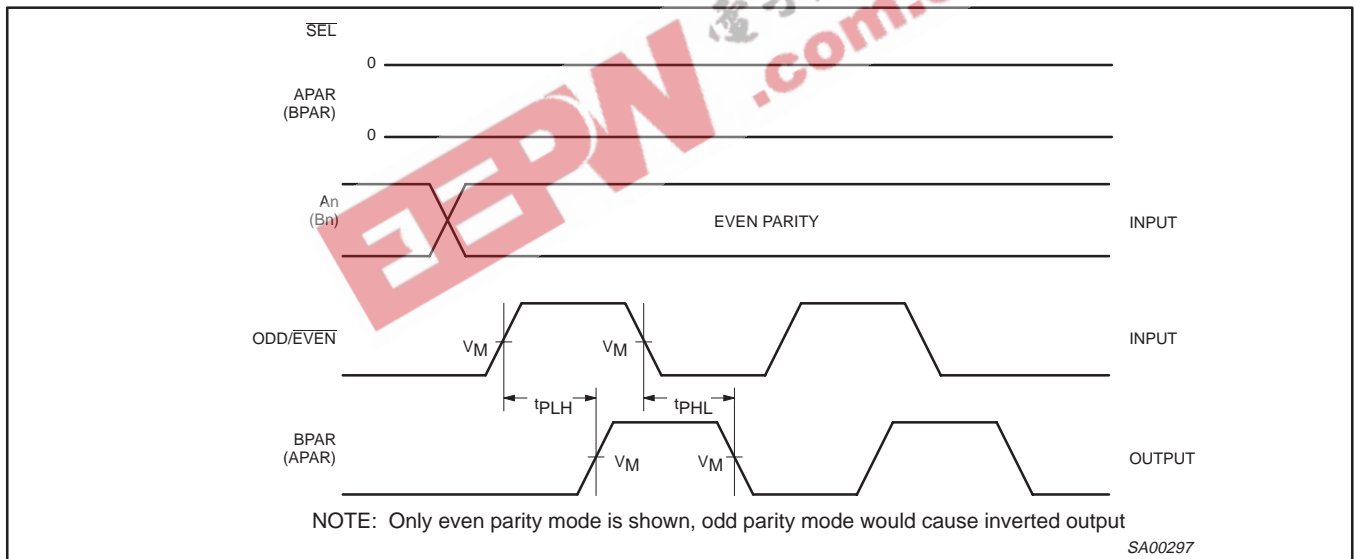 SEL
0
APAR
(BPAR)
0
An
(Bn)
EVEN PARITY
INPUT
ODD/EVEN
VM
VM
INPUT
tPLH
tPHL
BPAR
(APAR)
VM
VM
OUTPUT
NOTE: Only even parity mode is shown, odd parity mode would cause inverted output
SA00297
EEPW
.com.